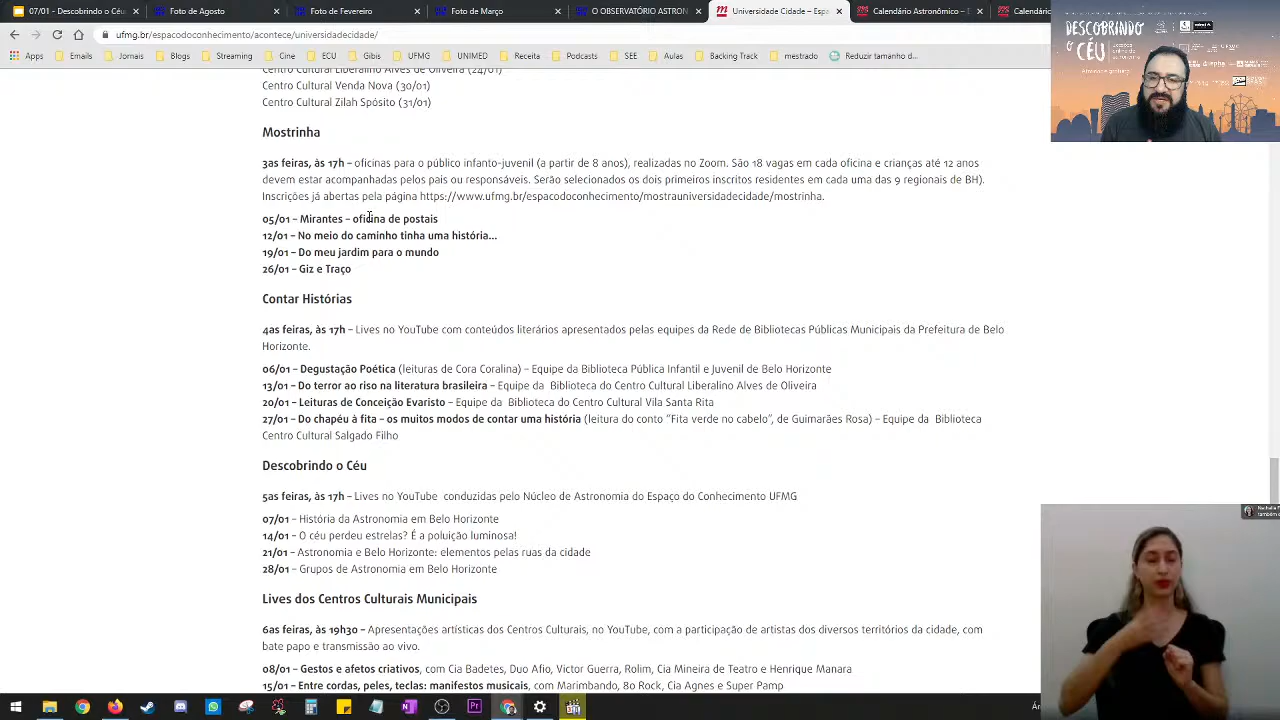 07/01 - Descobrindo o Céu
Foto de Agosto
Foto de Fevereiro
Foto de Março
O OBSERVATÓRIO ASTRON
Universidade Cidade – Espa
Calendário Astronômico –
Calendário
ufmg.br/espacodoconhecimento/acontece/universidadecidade/
Apps Emails Jornais Blogs Streaming Cine ECU Gibis UFMG UNIMED Receita Podcasts SEE Aulas Backing Track mestrado Reduzir tamanho d...
DESCOBRINDO
O CÉU
Centro Cultural Liberalino Alves de Oliveira (24/01)
Centro Cultural Venda Nova (30/01)
Centro Cultural Zilah Spósito (31/01)
Mostrinha
3as feiras, às 17h – oficinas para o público infanto-juvenil (a partir de 8 anos), realizadas no Zoom. São 18 vagas em cada oficina e crianças até 12 anos
devem estar acompanhadas pelos pais ou responsáveis. Serão selecionados os dois primeiros inscritos residentes em cada uma das 9 regionais de BH).
Inscrições já abertas pela página https://www.ufmg.br/espacodoconhecimento/mostrauniversidadecidade/mostrinha.
05/01 – Mirantes – oficina de postais
12/01 – No meio do caminho tinha uma história...
19/01 – Do meu jardim para o mundo
26/01 – Giz e Traço
Contar Histórias
4as feiras, às 17h – Lives no YouTube com conteúdos literários apresentados pelas equipes da Rede de Bibliotecas Públicas Municipais da Prefeitura de Belo
Horizonte.
06/01 – Degustação Poética (leituras de Cora Coralina) – Equipe da Biblioteca Pública Infantil e Juvenil de Belo Horizonte
13/01 – Do terror ao riso na literatura brasileira – Equipe da Biblioteca do Centro Cultural Liberalino Alves de Oliveira
20/01 – Leituras de Conceição Evaristo – Equipe da Biblioteca do Centro Cultural Vila Santa Rita
27/01 – Do chapéu à fita – os muitos modos de contar uma história (leitura do conto “Fita verde no cabelo”, de Guimarães Rosa) – Equipe da Biblioteca
Centro Cultural Salgado Filho
Descobrindo o Céu
5as feiras, às 17h – Lives no YouTube conduzidas pelo Núcleo de Astronomia do Espaço do Conhecimento UFMG
07/01 – História da Astronomia em Belo Horizonte
14/01 – O céu perdeu estrelas? É a poluição luminosa!
21/01 – Astronomia e Belo Horizonte: elementos pelas ruas da cidade
28/01 – Grupos de Astronomia em Belo Horizonte
Lives dos Centros Culturais Municipais
6as feiras, às 19h30 – Apresentações artísticas dos Centros Culturais, no YouTube, com a participação de artistas dos diversos territórios da cidade, com
bate papo e transmissão ao vivo.
08/01 – Gestos e afetos criativos, com Cia Badetes, Duo Afio, Victor Guerra, Rolim, Cia Mineira de Teatro e Henrique Manara
15/01 – Entre cordas, peles, teclas: manifestos musicais, com Marimbando, 80 Rock, Cia Agnes e Super Pamp